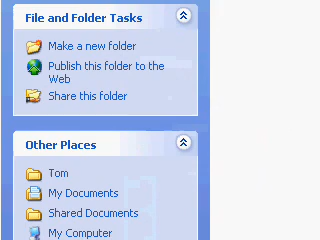 File and Folder Tasks
Make a new folder
Publish this folder to the
Web
Share this folder
Other Places
Tom
My Documents
Shared Documents
My Computer